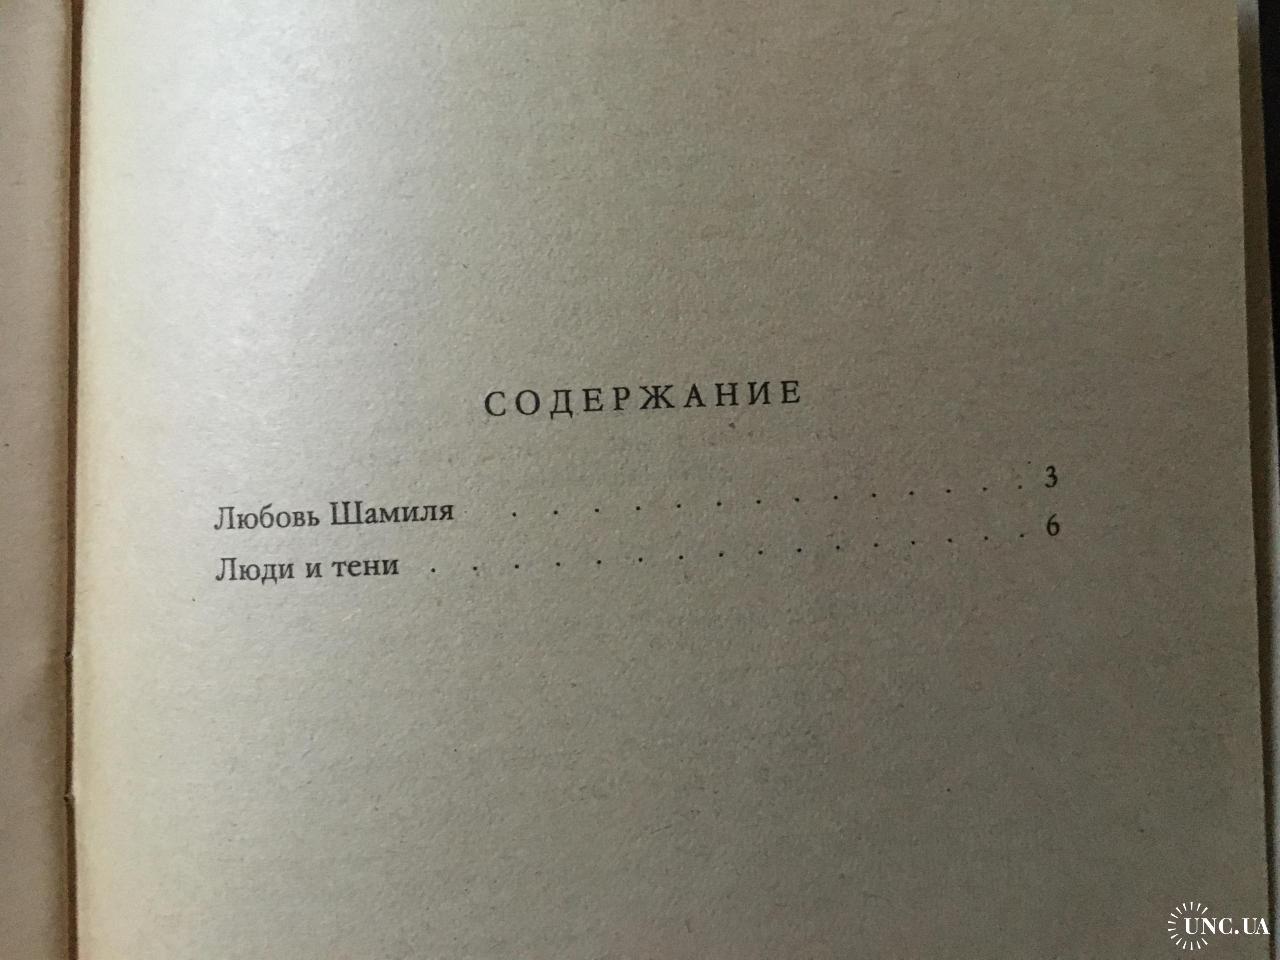 СОДЕРЖАНИЕ
Любовь Шамиля . . . . . . . . . . . . . . 3
Люди и тени . . . . . . . . . . . . . . . 6
UNC.UA